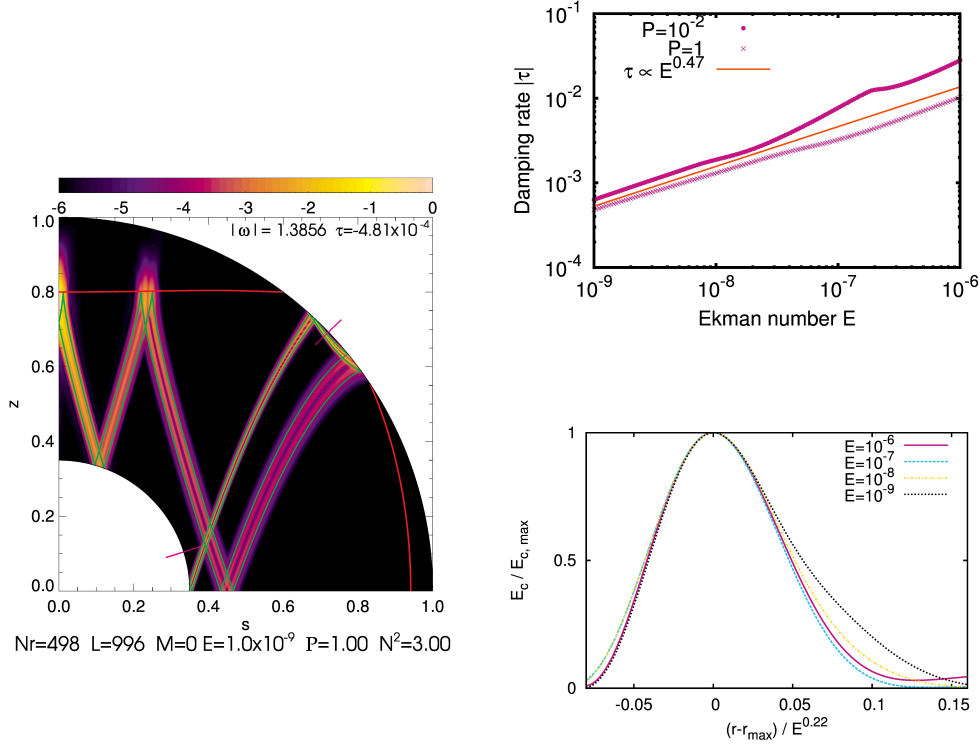 -6 -5 -4 -3 -2 -1 0
|ω|= 1.3856 τ=-4.81x10⁻⁴
1.0
0.8
0.6
0.4
0.2
0.0
z
0.0 0.2 0.4 0.6 0.8 1.0
s
Nr=498 L=996 M=0 E=1.0x10⁻⁹ P=1.00 N²=3.00
10⁻¹
10⁻²
10⁻³
10⁻⁴
Damping rate |τ|
P=10⁻²
P=1
τ ∝ E⁰·⁴⁷
10⁻⁹ 10⁻⁸ 10⁻⁷ 10⁻⁶
Ekman number E
1
0.5
0
E_c / E_c, max
E=10⁻⁶
E=10⁻⁷
E=10⁻⁸
E=10⁻⁹
-0.05 0 0.05 0.1 0.15
(r-r_max) / E⁰·²²